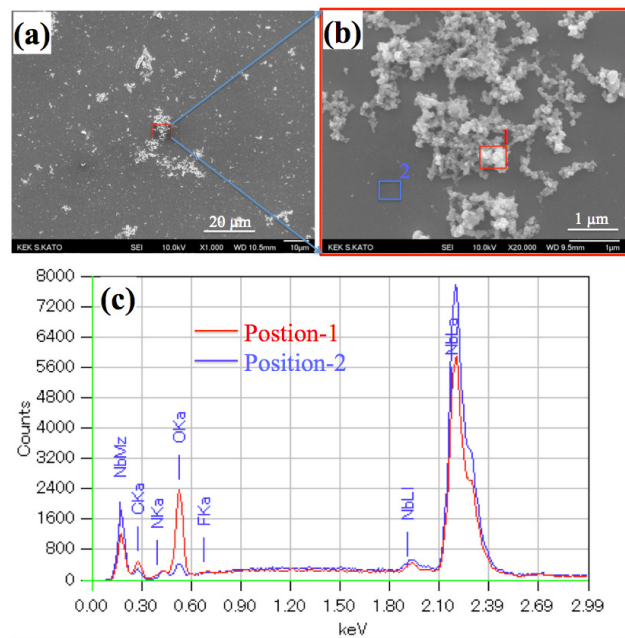 (a)
(b)
1
2
20 μm
1 μm
KEK S.KATO SEI 10.0kV X1,000 WD 10.5mm 10μm
KEK S.KATO SEI 10.0kV X20,000 WD 9.5mm 1μm
(c)
Postion-1
Position-2
8000
7200
6400
5600
4800
4000
3200
2400
1600
800
0
Counts
NbMz
CKa
NKa
OKa
FKa
NbLl
NbLa
0.00 0.30 0.60 0.90 1.20 1.50 1.80 2.10 2.39 2.69 2.99
keV